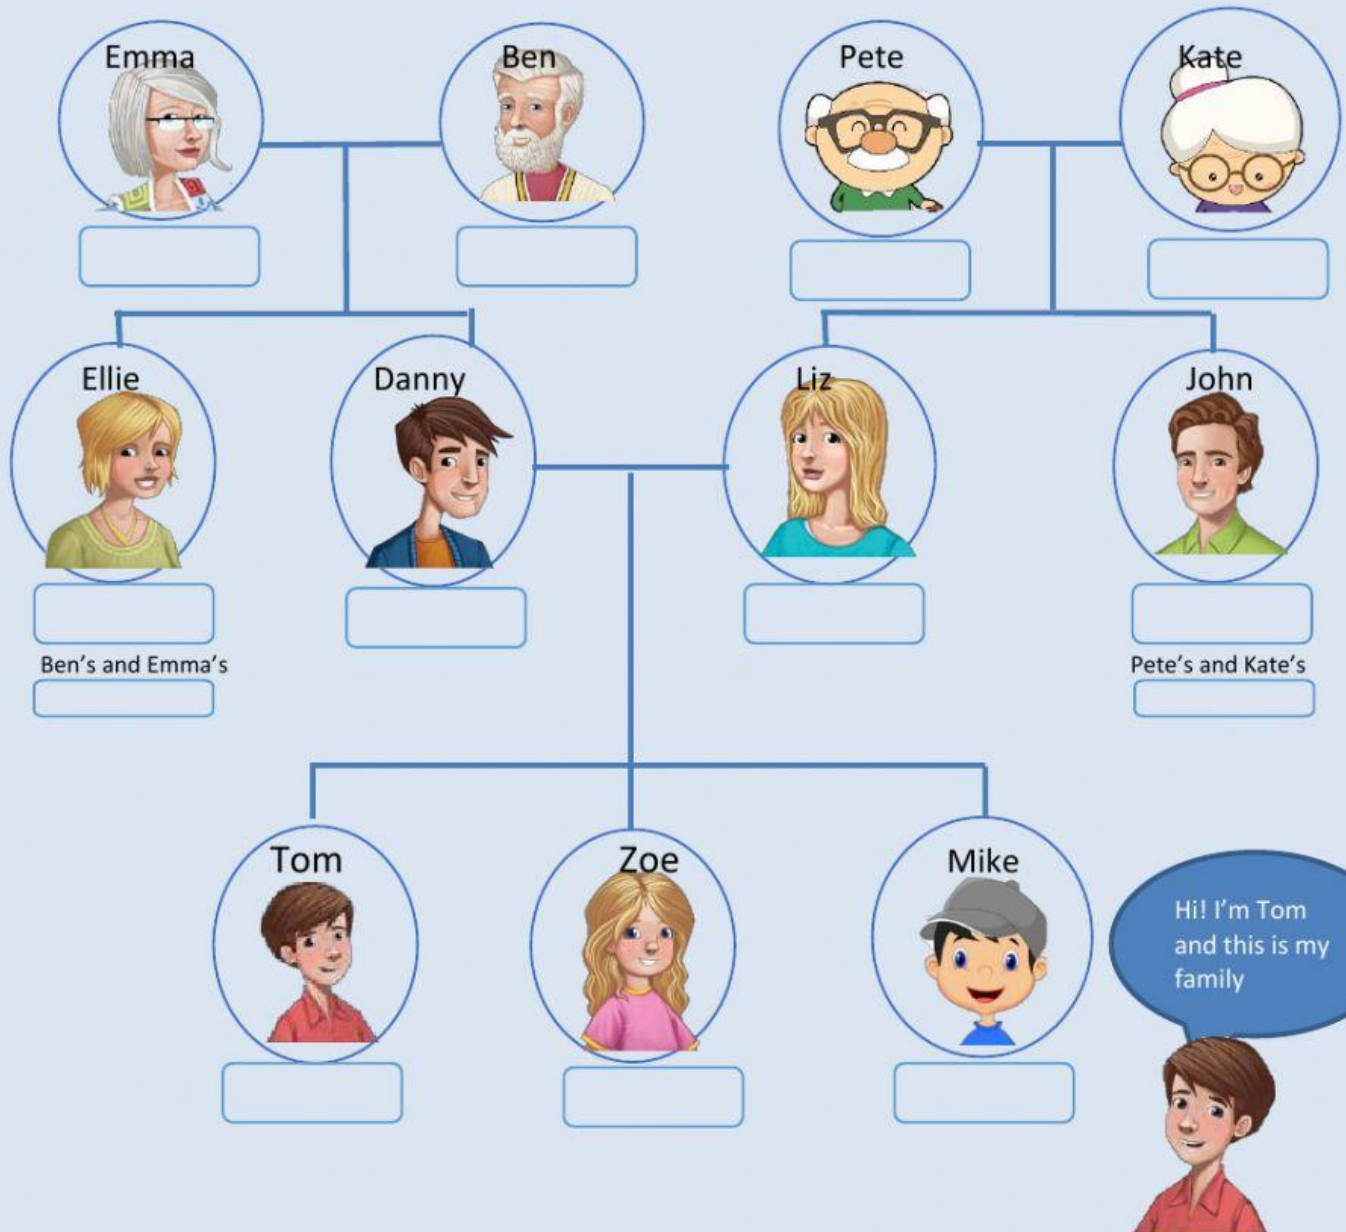 Emma
Ben
Pete
Kate
Ellie
Danny
Liz
John
Ben's and Emma's
Pete's and Kate's
Tom
Zoe
Mike
Hi! I'm Tom
and this is my
family